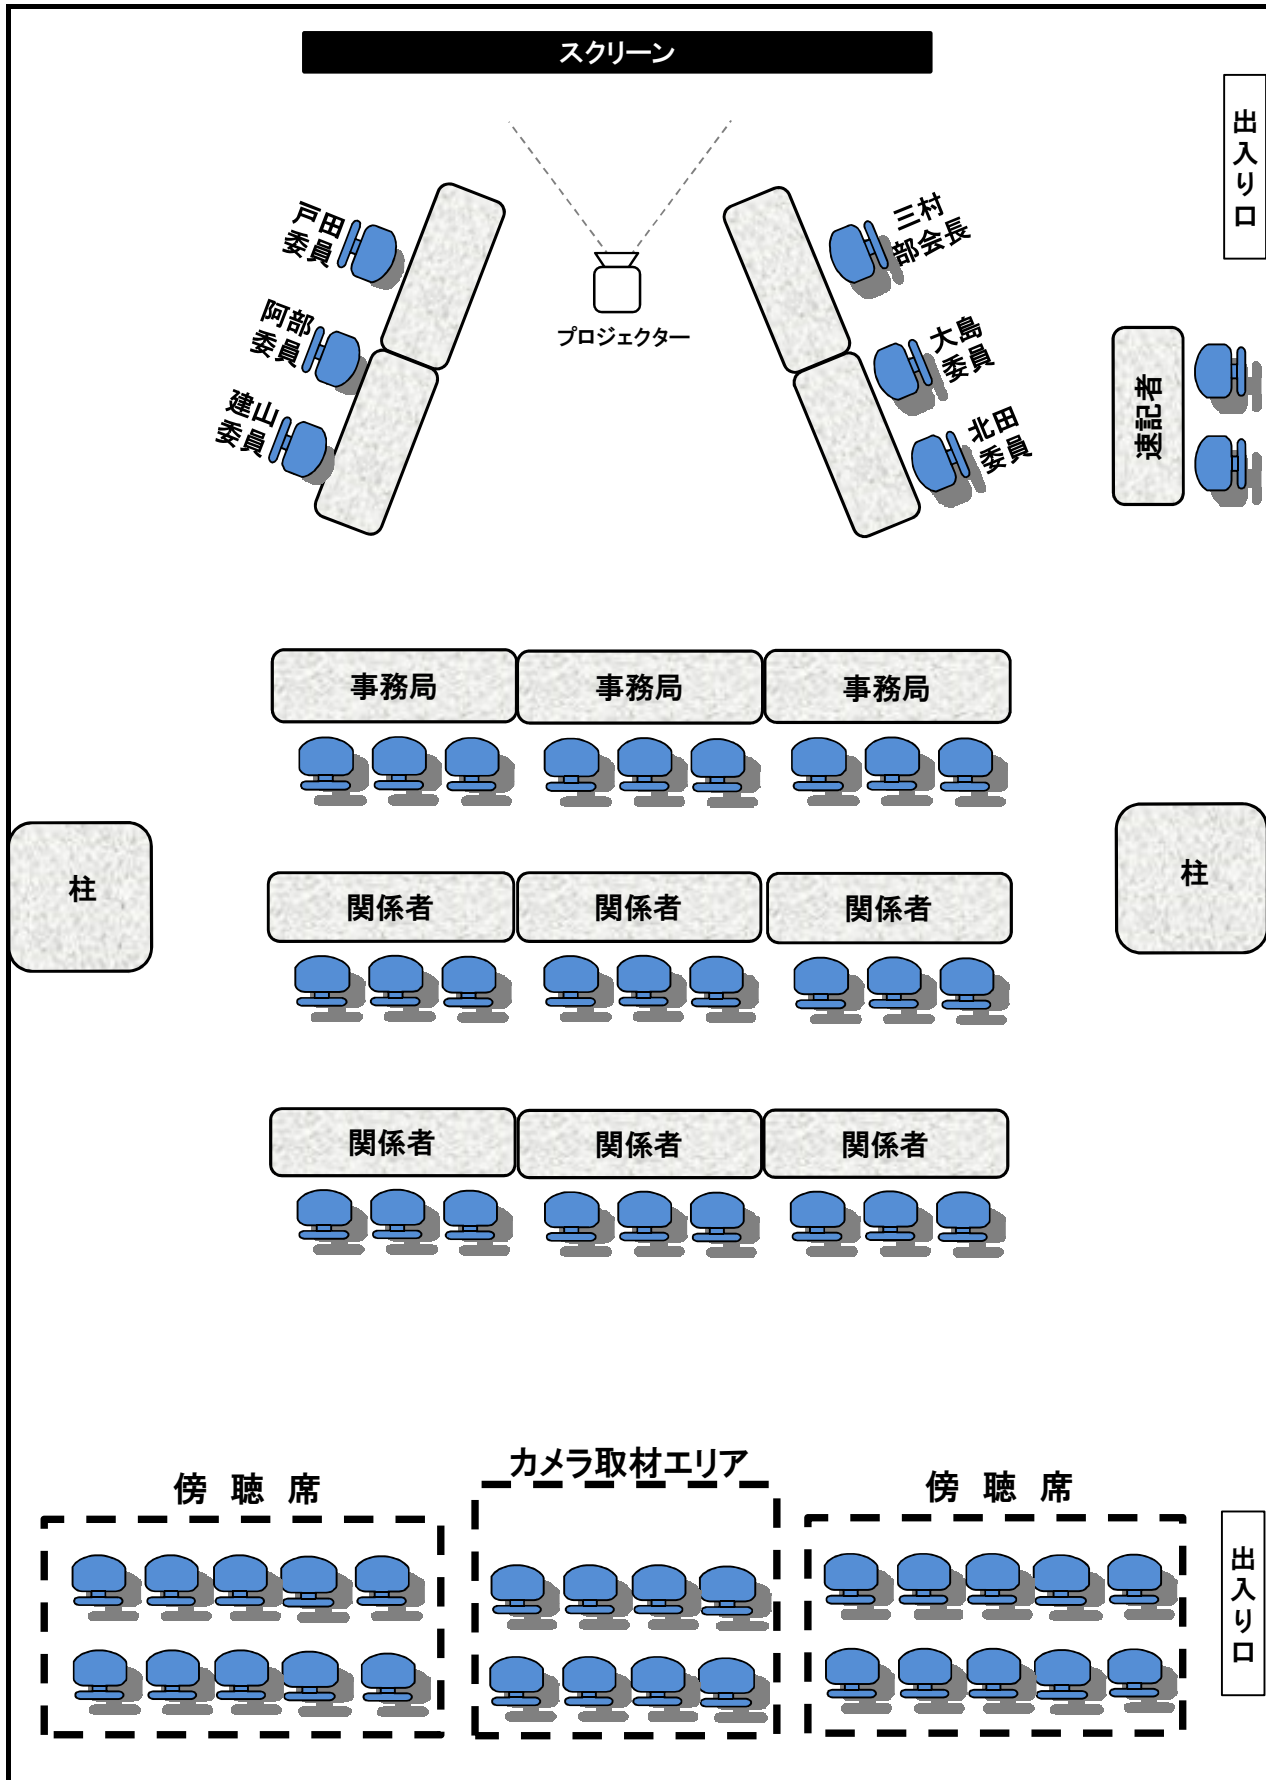 スクリーン
出入り口
戸田
委員
三村
部会長
阿部
委員
プロジェクター
大島
委員
建山
委員
北田
委員
速記者
事務局
事務局
事務局
柱
柱
関係者
関係者
関係者
関係者
関係者
関係者
カメラ取材エリア
傍 聴 席
傍 聴 席
出入り口